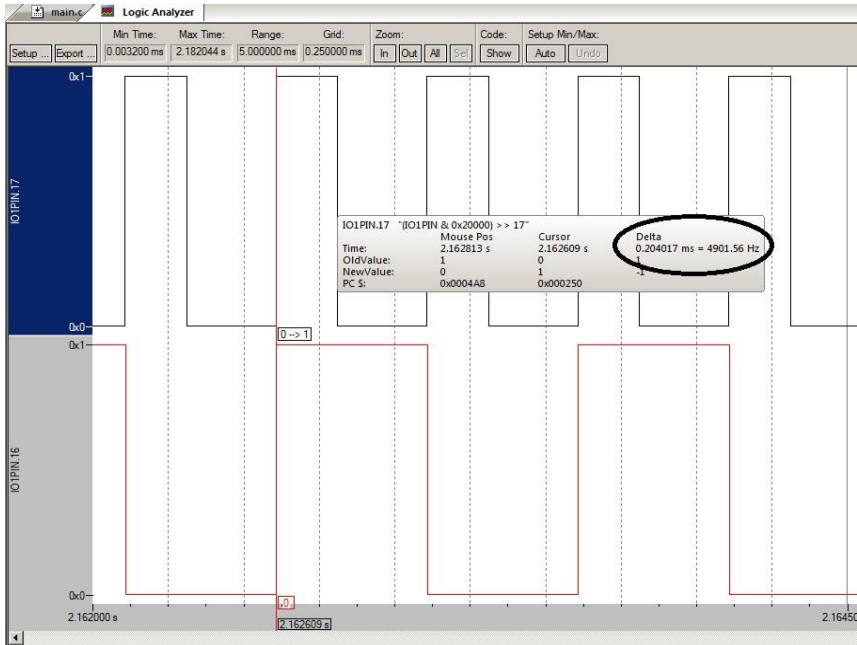 main.c Logic Analyzer
Min Time: Max Time: Range: Grid: Zoom: Code: Setup Min/Max:
Setup ... Export ... 0.003200 ms 2.182044 s 5.000000 ms 0.250000 ms In Out All Sel Show Auto Undo
0x1
IO1PIN.17
IO1PIN.17 "(IO1PIN & 0x20000) >> 17"
Mouse Pos Cursor Delta
Time: 2.162813 s 2.162609 s 0.204017 ms = 4901.56 Hz
OldValue: 1 0 1
NewValue: 0 1 -1
PC $: 0x0004A8 0x000250
0x0
0 --> 1
0x1
IO1PIN.16
0x0
,0
2.162000 s 2.16450
2.162609 s